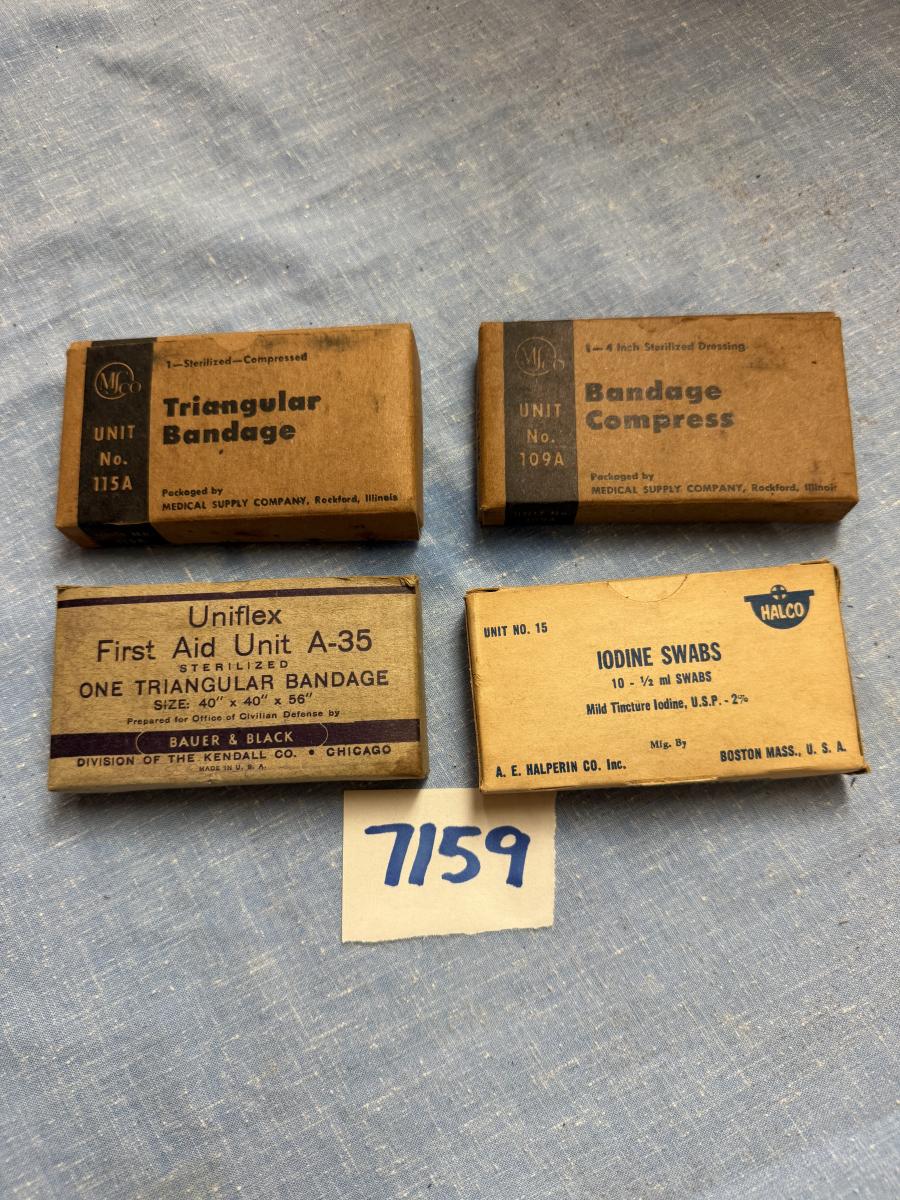 MSCO
UNIT
No.
115A
1—Sterilized—Compressed
Triangular
Bandage
Packaged by
MEDICAL SUPPLY COMPANY, Rockford, Illinois
MSCO
UNIT
No.
109A
1—4 Inch Sterilized Dressing
Bandage
Compress
Packaged by
MEDICAL SUPPLY COMPANY, Rockford, Illinois
Uniflex
First Aid Unit A-35
STERILIZED
ONE TRIANGULAR BANDAGE
SIZE: 40" x 40" x 56"
Prepared for Office of Civilian Defense by
BAUER & BLACK
DIVISION OF THE KENDALL CO. • CHICAGO
MADE IN U. S. A.
UNIT NO. 15
HALCO
IODINE SWABS
10 - ½ ml SWABS
Mild Tincture Iodine, U.S.P. - 2%
Mfg. By
A. E. HALPERIN CO. Inc.
BOSTON MASS., U. S. A.
7159